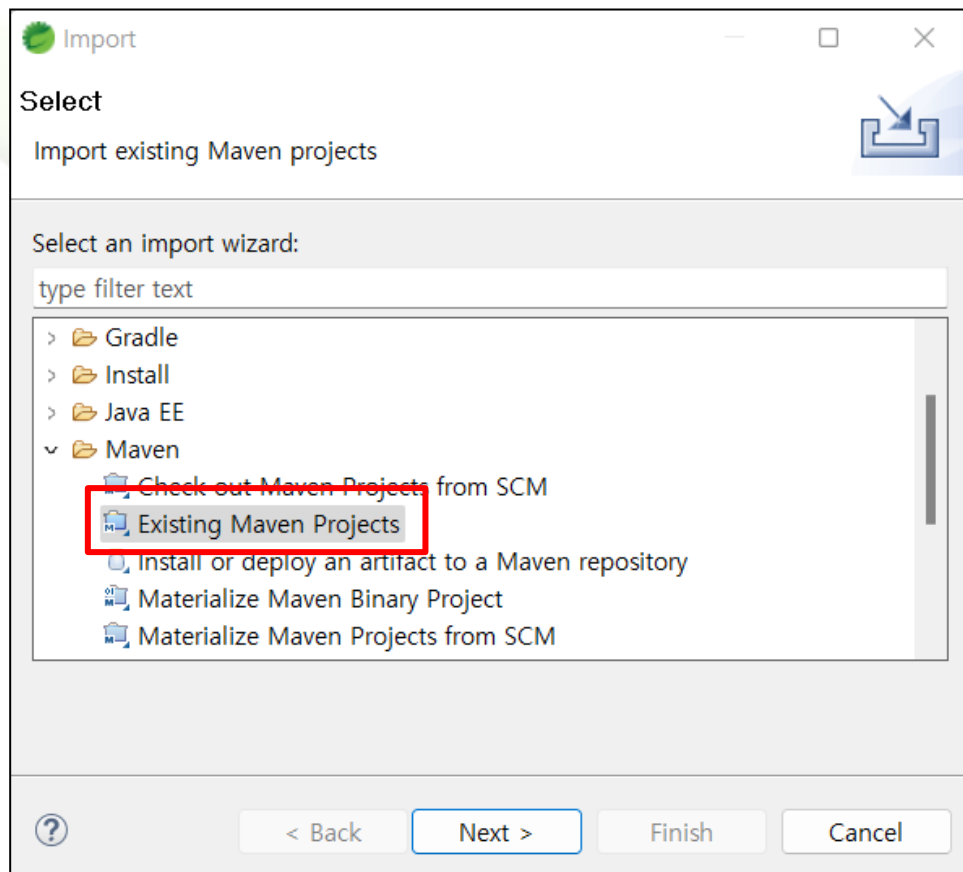 Import
Select
Import existing Maven projects
Select an import wizard:
type filter text
Gradle
Install
Java EE
Maven
Check out Maven Projects from SCM
Existing Maven Projects
Install or deploy an artifact to a Maven repository
Materialize Maven Binary Project
Materialize Maven Projects from SCM
< Back Next > Finish Cancel